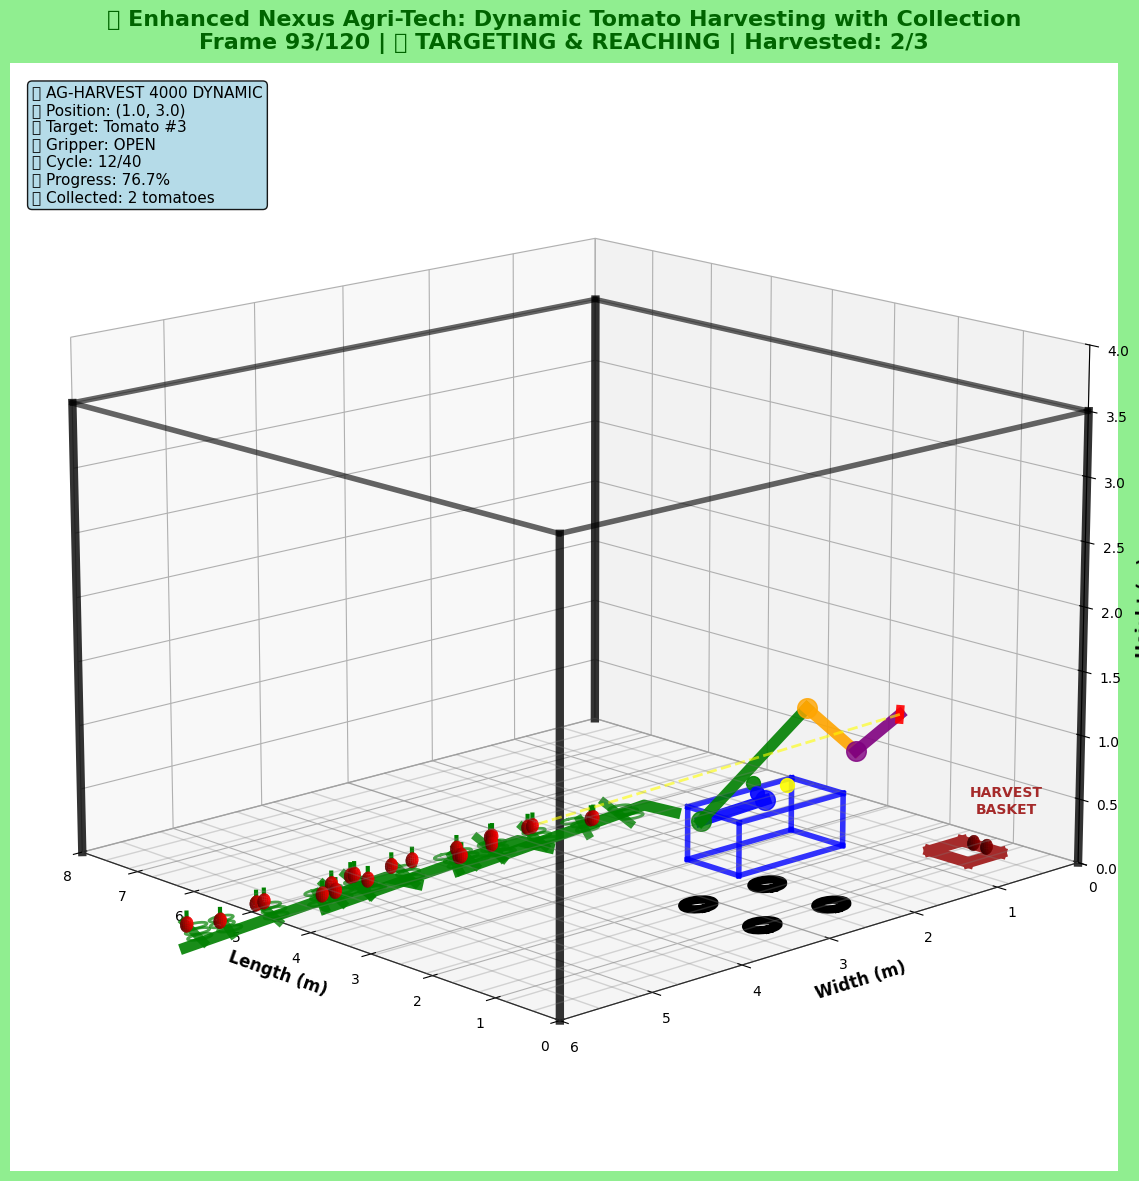 ▯ Enhanced Nexus Agri-Tech: Dynamic Tomato Harvesting with Collection
Frame 93/120 | ▯ TARGETING & REACHING | Harvested: 2/3
▯ AG-HARVEST 4000 DYNAMIC
▯ Position: (1.0, 3.0)
▯ Target: Tomato #3
▯ Gripper: OPEN
▯ Cycle: 12/40
▯ Progress: 76.7%
▯ Collected: 2 tomatoes
4.0
3.5
3.0
2.5
2.0
1.5
1.0
0.5
0.0
HARVEST
BASKET
8
7
6
5
4
3
2
1
0
Length (m)
6
5
4
3
2
1
0
Width (m)